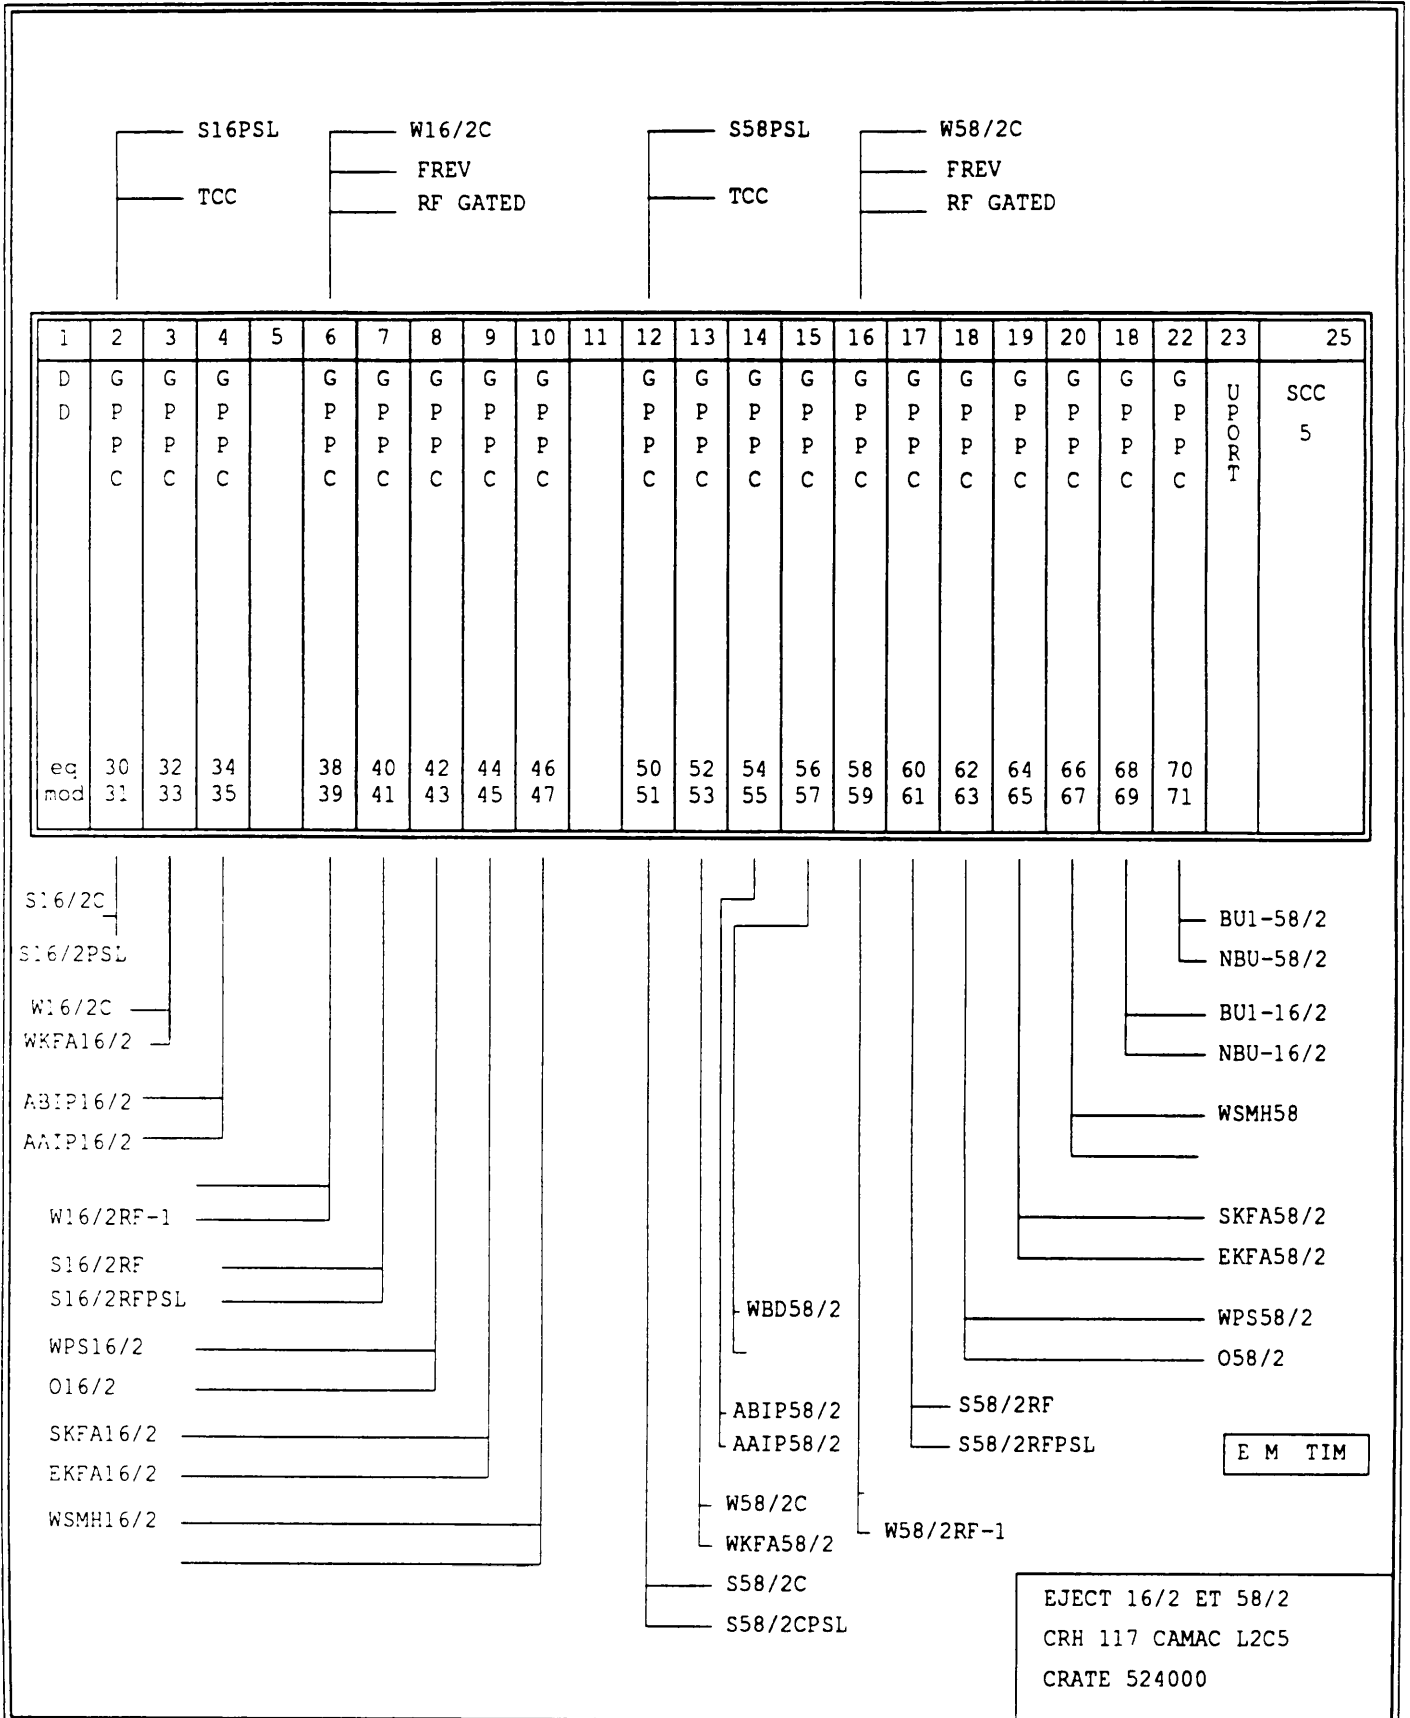 S16PSL W16/2C S58PSL W58/2C
FREV FREV
TCC RF GATED TCC RF GATED
1 2 3 4 5 6 7 8 9 10 11 12 13 14 15 16 17 18 19 20 18 22 23 25
D G G G G G G G G G G G G G G G G G G G UPORT SCC
D P P P P P P P P P P P P P P P P P P P 5
P P P P P P P P P P P P P P P P P P P
C C C C C C C C C C C C C C C C C C C
eq 30 32 34 38 40 42 44 46 50 52 54 56 58 60 62 64 66 68 70
mod 31 33 35 39 41 43 45 47 51 53 55 57 59 61 63 65 67 69 71
S16/2C
S16/2PSL
W16/2C
WKFA16/2
ABIP16/2
AAIP16/2
W16/2RF-1
S16/2RF
S16/2RFPSL
WPS16/2
O16/2
SKFA16/2
EKFA16/2
WSMH16/2
WBD58/2
ABIP58/2
AAIP58/2
W58/2C
WKFA58/2
S58/2C
S58/2CPSL
W58/2RF-1
S58/2RF
S58/2RFPSL
BU1-58/2
NBU-58/2
BU1-16/2
NBU-16/2
WSMH58
SKFA58/2
EKFA58/2
WPS58/2
O58/2
E M TIM
EJECT 16/2 ET 58/2
CRH 117 CAMAC L2C5
CRATE 524000